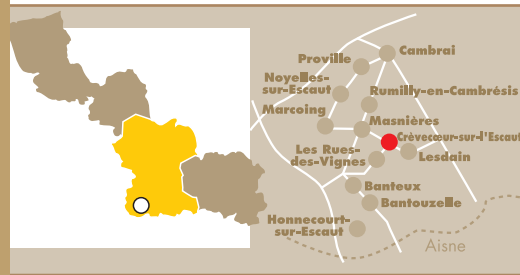 Cambrai
Proville
Noyelles-
sur-Escaut
Rumilly-en-Cambrésis
Marcoing
Masnières
Crèvecœur-sur-l'Escaut
Les Rues-
des-Vignes
Lesdain
Banteux
Bantouzelle
Honnecourt-
sur-Escaut
Aisne